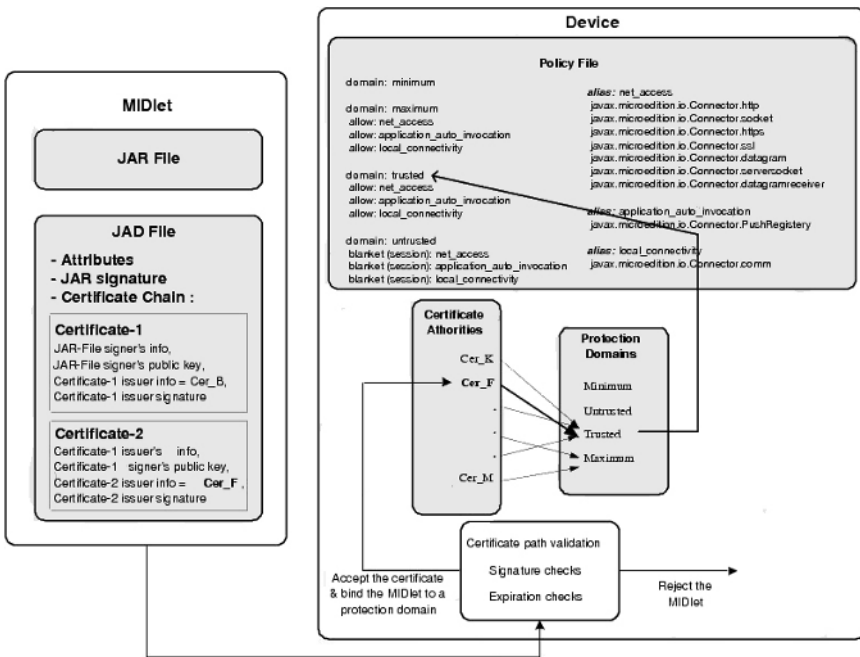 MIDlet
JAR File
JAD File
- Attributes
- JAR signature
- Certificate Chain :
Certificate-1
JAR-File signer's info,
JAR-File signer's public key,
Certificate-1 issuer info = Cer_B,
Certificate-1 issuer signature
Certificate-2
Certificate-1 issuer's info,
Certificate-1 signer's public key,
Certificate-2 issuer info = Cer_F,
Certificate-2 issuer signature
Device
Policy File
domain: minimum
domain: maximum
allow: net_access
allow: application_auto_invocation
allow: local_connectivity
domain: trusted
allow: net_access
allow: application_auto_invocation
allow: local_connectivity
domain: untrusted
blanket (session): net_access
blanket (session): application_auto_invocation
blanket (session): local_connectivity
alias: net_access
javax.microedition.io.Connector.http
javax.microedition.io.Connector.socket
javax.microedition.io.Connector.https
javax.microedition.io.Connector.ssl
javax.microedition.io.Connector.datagram
javax.microedition.io.Connector.serversocket
javax.microedition.io.Connector.datagramreceiver
alias: application_auto_invocation
javax.microedition.io.Connector.PushRegistery
alias: local_connectivity
javax.microedition.io.Connector.comm
Certificate
Athorities
Cer_K
Cer_F
.
.
.
Cer_M
Protection
Domains
Minimum
Untrusted
Trusted
Maximum
Certificate path validation
Signature checks
Expiration checks
Accept the certificate
& bind the MIDlet to a
protection domain
Reject the
MIDlet